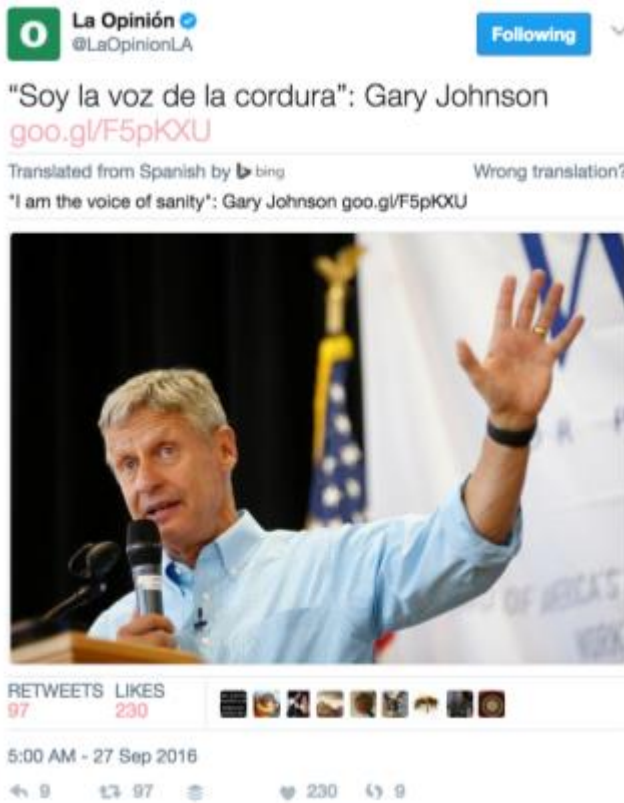 La Opinión
@LaOpinionLA
Following
"Soy la voz de la cordura": Gary Johnson
goo.gl/F5pKXU
Translated from Spanish by bing
Wrong translation?
"I am the voice of sanity": Gary Johnson goo.gl/F5pKXU
OF
RETWEETS LIKES
97 230
5:00 AM - 27 Sep 2016
9 97 230 9